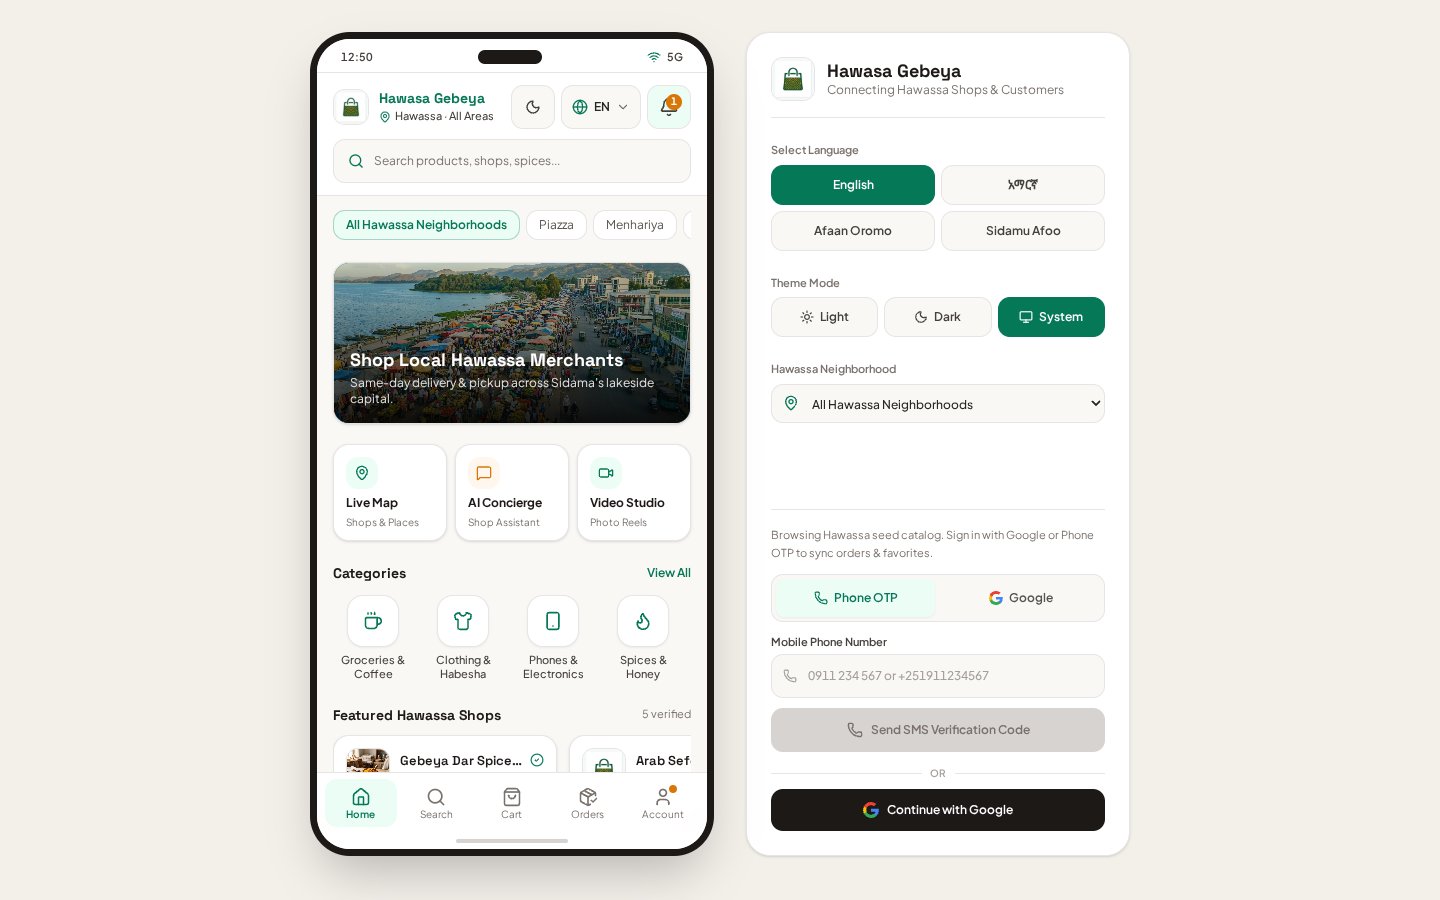 12:50
5G
Hawasa Gebeya
Hawassa · All Areas
EN
1
Search products, shops, spices...
All Hawassa Neighborhoods
Piazza
Menhariya
Shop Local Hawassa Merchants
Same-day delivery & pickup across Sidama's lakeside
capital.
Live Map
Shops & Places
AI Concierge
Shop Assistant
Video Studio
Photo Reels
Categories
View All
Groceries &
Coffee
Clothing &
Habesha
Phones &
Electronics
Spices &
Honey
Featured Hawassa Shops
5 verified
Gebeya Dar Spice...
Arab Sef
Home
Search
Cart
Orders
Account
Hawasa Gebeya
Connecting Hawassa Shops & Customers
Select Language
English
አማርኛ
Afaan Oromo
Sidamu Afoo
Theme Mode
Light
Dark
System
Hawassa Neighborhood
All Hawassa Neighborhoods
Browsing Hawassa seed catalog. Sign in with Google or Phone
OTP to sync orders & favorites.
Phone OTP
Google
Mobile Phone Number
0911 234 567 or +251911234567
Send SMS Verification Code
OR
Continue with Google